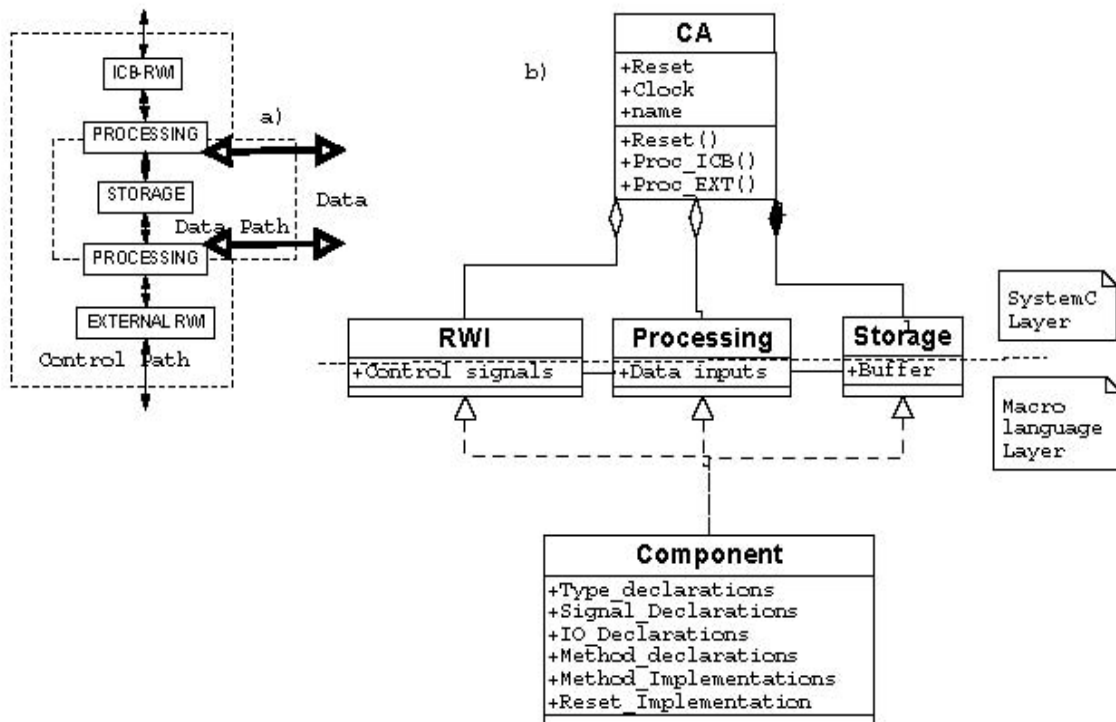 ICB-RWI
PROCESSING
a)
STORAGE
Data
Data Path
PROCESSING
EXTERNAL RWI
Control Path
b)
CA
+Reset
+Clock
+name
+Reset()
+Proc_ICB()
+Proc_EXT()
RWI
+Control signals
Processing
+Data inputs
Storage
1
+Buffer
SystemC
Layer
Macro
language
Layer
Component
+Type_declarations
+Signal_Declarations
+IO_Declarations
+Method_declarations
+Method_Implementations
+Reset_Implementation